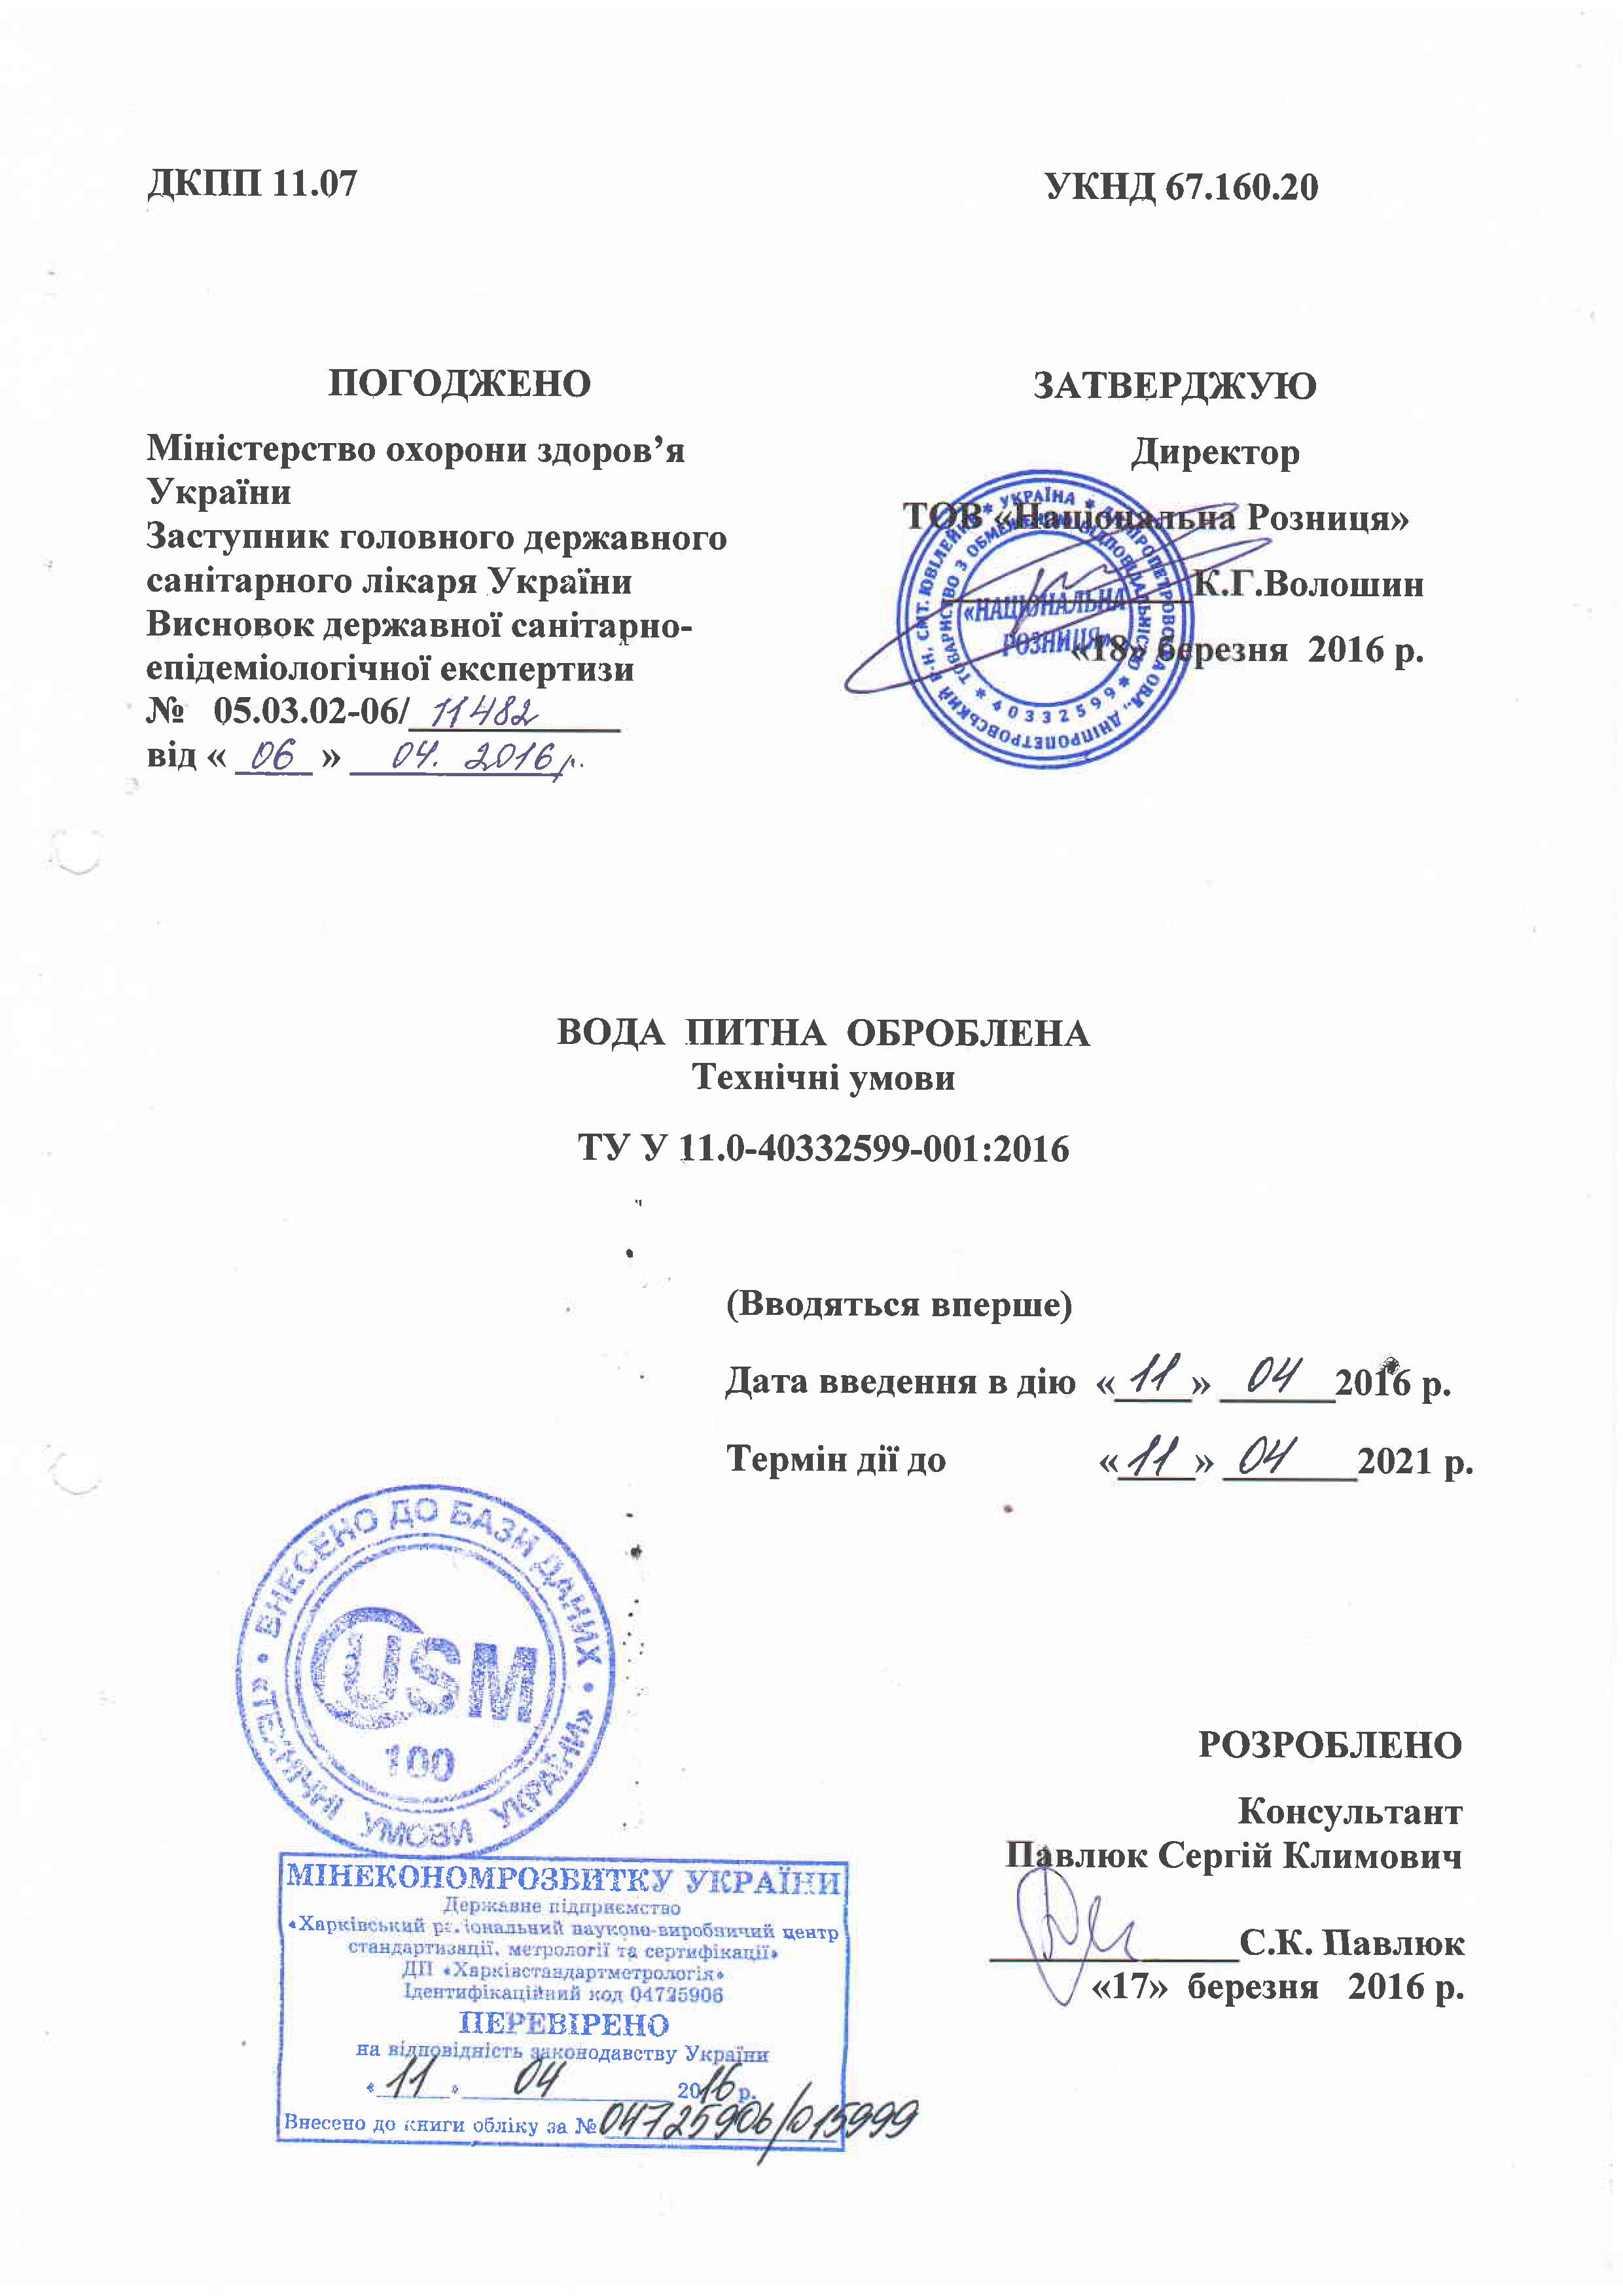 ДКПП 11.07
УКНД 67.160.20
ПОГОДЖЕНО
Міністерство охорони здоров’я
України
Заступник головного державного
санітарного лікаря України
Висновок державної санітарно-
епідеміологічної експертизи
№ 05.03.02-06/ 11482
від « 06 » 04. 2016 р.
ЗАТВЕРДЖУЮ
Директор
ТОВ «Національна Розниця»
К.Г.Волошин
«18» березня 2016 р.
* УКРАЇНА * ДНІПРОПЕТРОВСЬКА ОБЛ., ДНІПРОПЕТРОВСЬКИЙ Р-Н, СМТ. ЮВІЛЕЙНЕ
ТОВАРИСТВО З ОБМЕЖЕНОЮ ВІДПОВІДАЛЬНІСТЮ * 40332599 *
«НАЦІОНАЛЬНА
РОЗНИЦЯ»
ВОДА ПИТНА ОБРОБЛЕНА
Технічні умови
ТУ У 11.0-40332599-001:2016
(Вводяться вперше)
Дата введення в дію « 11 » 04 2016 р.
Термін дії до « 11 » 04 2021 р.
• ВНЕСЕНО ДО БАЗИ ДАНИХ •
«ТЕХНІЧНІ УМОВИ УКРАЇНИ»
USM
100
РОЗРОБЛЕНО
Консультант
Павлюк Сергій Климович
С.К. Павлюк
«17» березня 2016 р.
МІНЕКОНОМРОЗВИТКУ УКРАЇНИ
Державне підприємство
«Харківський регіональний науково-виробничий центр
стандартизації, метрології та сертифікації»
ДП «Харківстандартметрологія»
Ідентифікаційний код 04725906
ПЕРЕВІРЕНО
на відповідність законодавству України
« 11 » 04 2016 р.
Внесено до книги обліку за № 04725906/015999